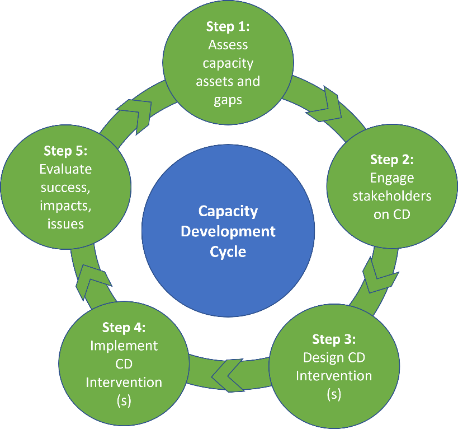 Step 1:
Assess
capacity
assets and
gaps
Step 2:
Engage
stakeholders
on CD
Step 3:
Design CD
Intervention
(s)
Step 4:
Implement
CD
Intervention
(s)
Step 5:
Evaluate
success,
impacts,
issues
Capacity
Development
Cycle